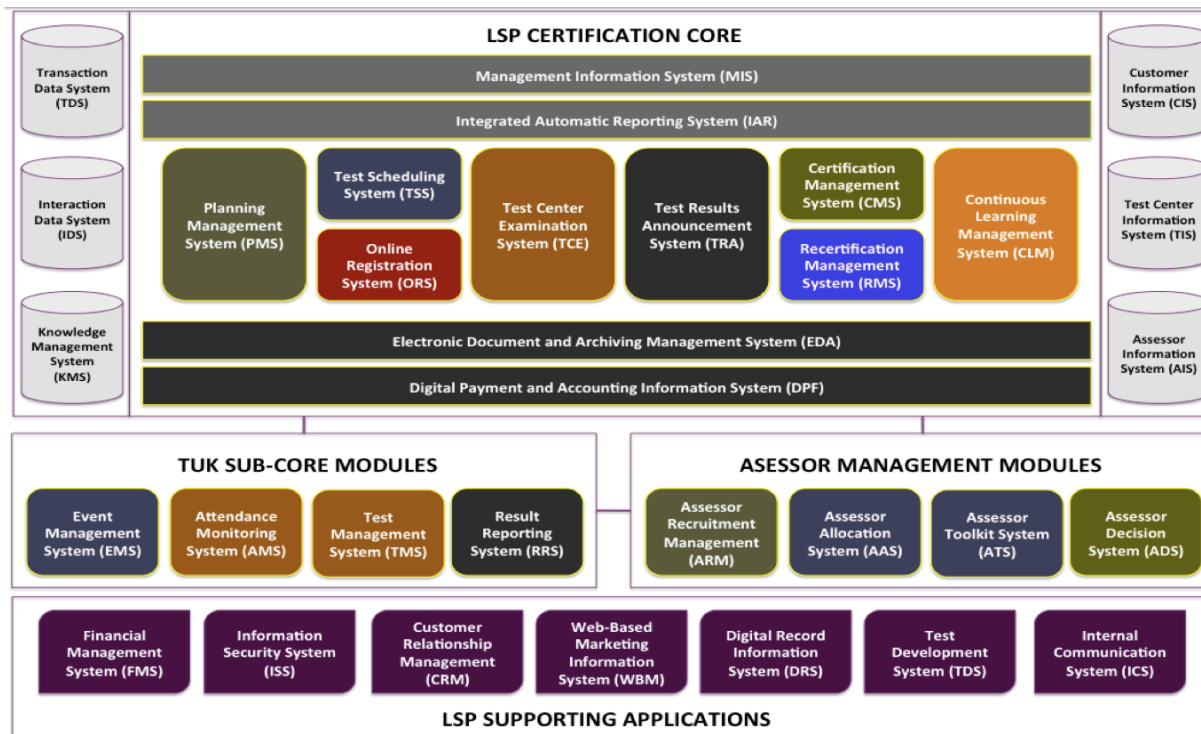 LSP CERTIFICATION CORE
Transaction
Data System
(TDS)
Interaction
Data System
(IDS)
Knowledge
Management
System
(KMS)
Management Information System (MIS)
Integrated Automatic Reporting System (IAR)
Planning
Management
System (PMS)
Test Scheduling
System (TSS)
Online
Registration
System (ORS)
Test Center
Examination
System (TCE)
Test Results
Announcement
System (TRA)
Certification
Management
System (CMS)
Recertification
Management
System (RMS)
Continuous
Learning
Management
System (CLM)
Electronic Document and Archiving Management System (EDA)
Digital Payment and Accounting Information System (DPF)
Customer
Information
System (CIS)
Test Center
Information
System (TIS)
Assessor
Information
System (AIS)
TUK SUB-CORE MODULES
Event
Management
System (EMS)
Attendance
Monitoring
System (AMS)
Test
Management
System (TMS)
Result
Reporting
System (RRS)
ASESSOR MANAGEMENT MODULES
Assessor
Recruitment
Management
(ARM)
Assessor
Allocation
System (AAS)
Assessor
Toolkit System
(ATS)
Assessor
Decision
System (ADS)
Financial
Management
System (FMS)
Information
Security System
(ISS)
Customer
Relationship
Management
(CRM)
Web-Based
Marketing
Information
System (WBM)
Digital Record
Information
System (DRS)
Test
Development
System (TDS)
Internal
Communication
System (ICS)
LSP SUPPORTING APPLICATIONS